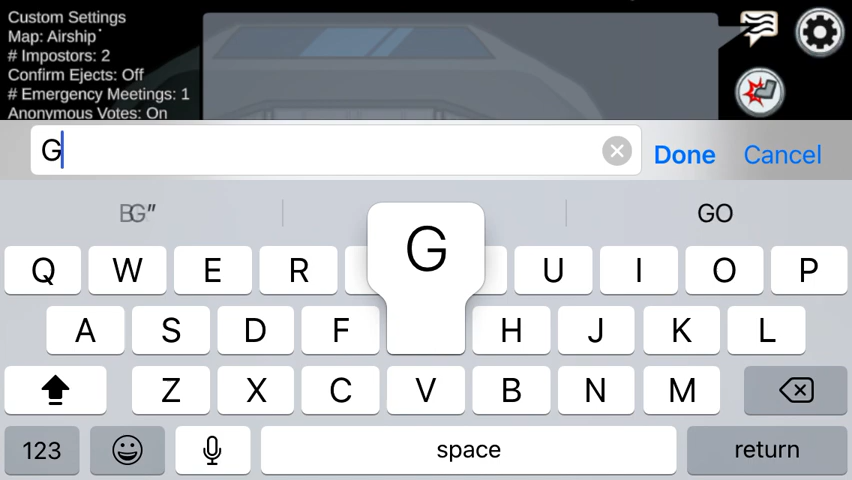 Custom Settings
Map: Airship
# Impostors: 2
Confirm Ejects: Off
# Emergency Meetings: 1
Anonymous Votes: On
G
Done
Cancel
GO
G
Q W E R U I O P
A S D F H J K L
Z X C V B N M
123
space
return